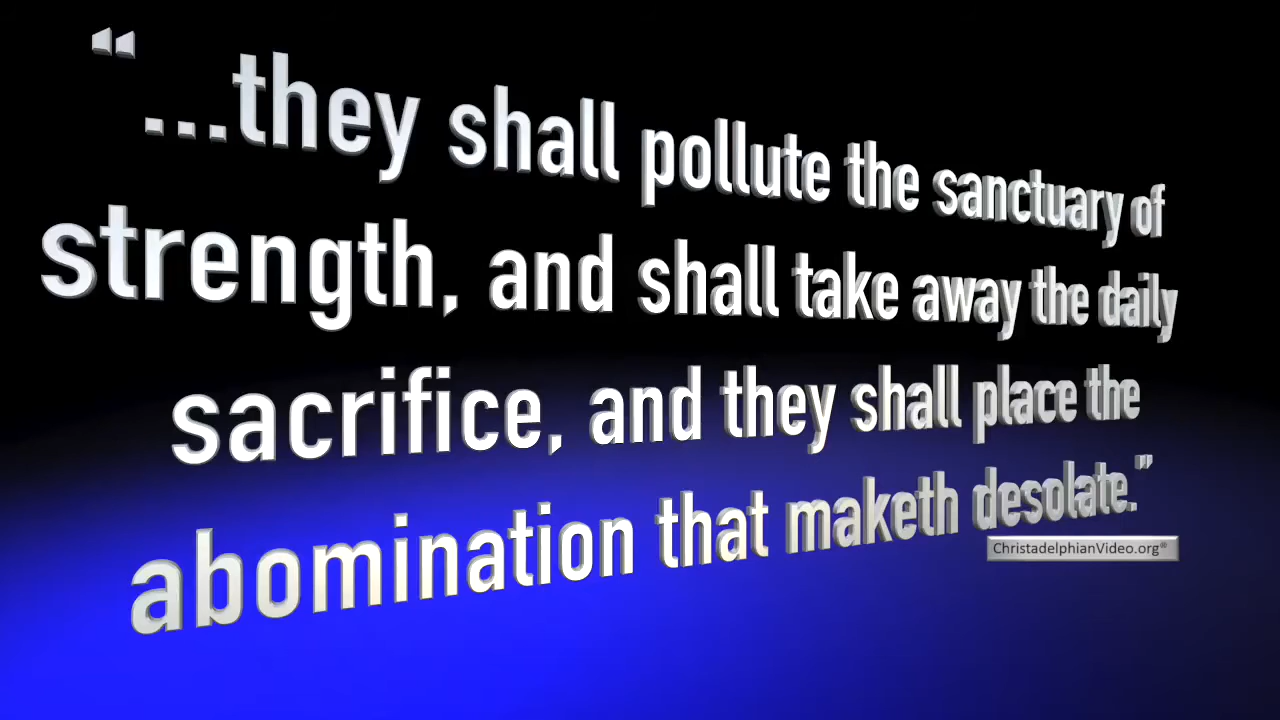 “...they shall pollute the sanctuary of
strength, and shall take away the daily
sacrifice, and they shall place the
abomination that maketh desolate.”
ChristadelphianVideo.org®